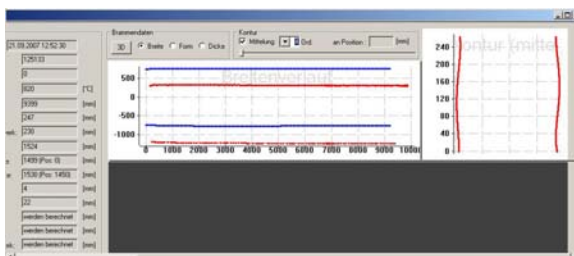 Brammendaten
3D Breite Form Dicke
Kontur
Mittelung Ord. an Position [mm]
21.09.2007 12:52:30
125133
0
820 [°C]
9399 [mm]
247 [mm]
230 [mm]
1524 [mm]
1499 (Pos: 0) [mm]
1530 (Pos: 1450) [mm]
4 [mm]
22 [mm]
werden berechnet [mm]
werden berechnet [mm]
werden berechnet [mm]
Breitenverlauf
500
0
-500
-1000
0 1000 2000 3000 4000 5000 6000 7000 8000 9000
Kontur (mitte
240
200
160
120
80
40
0